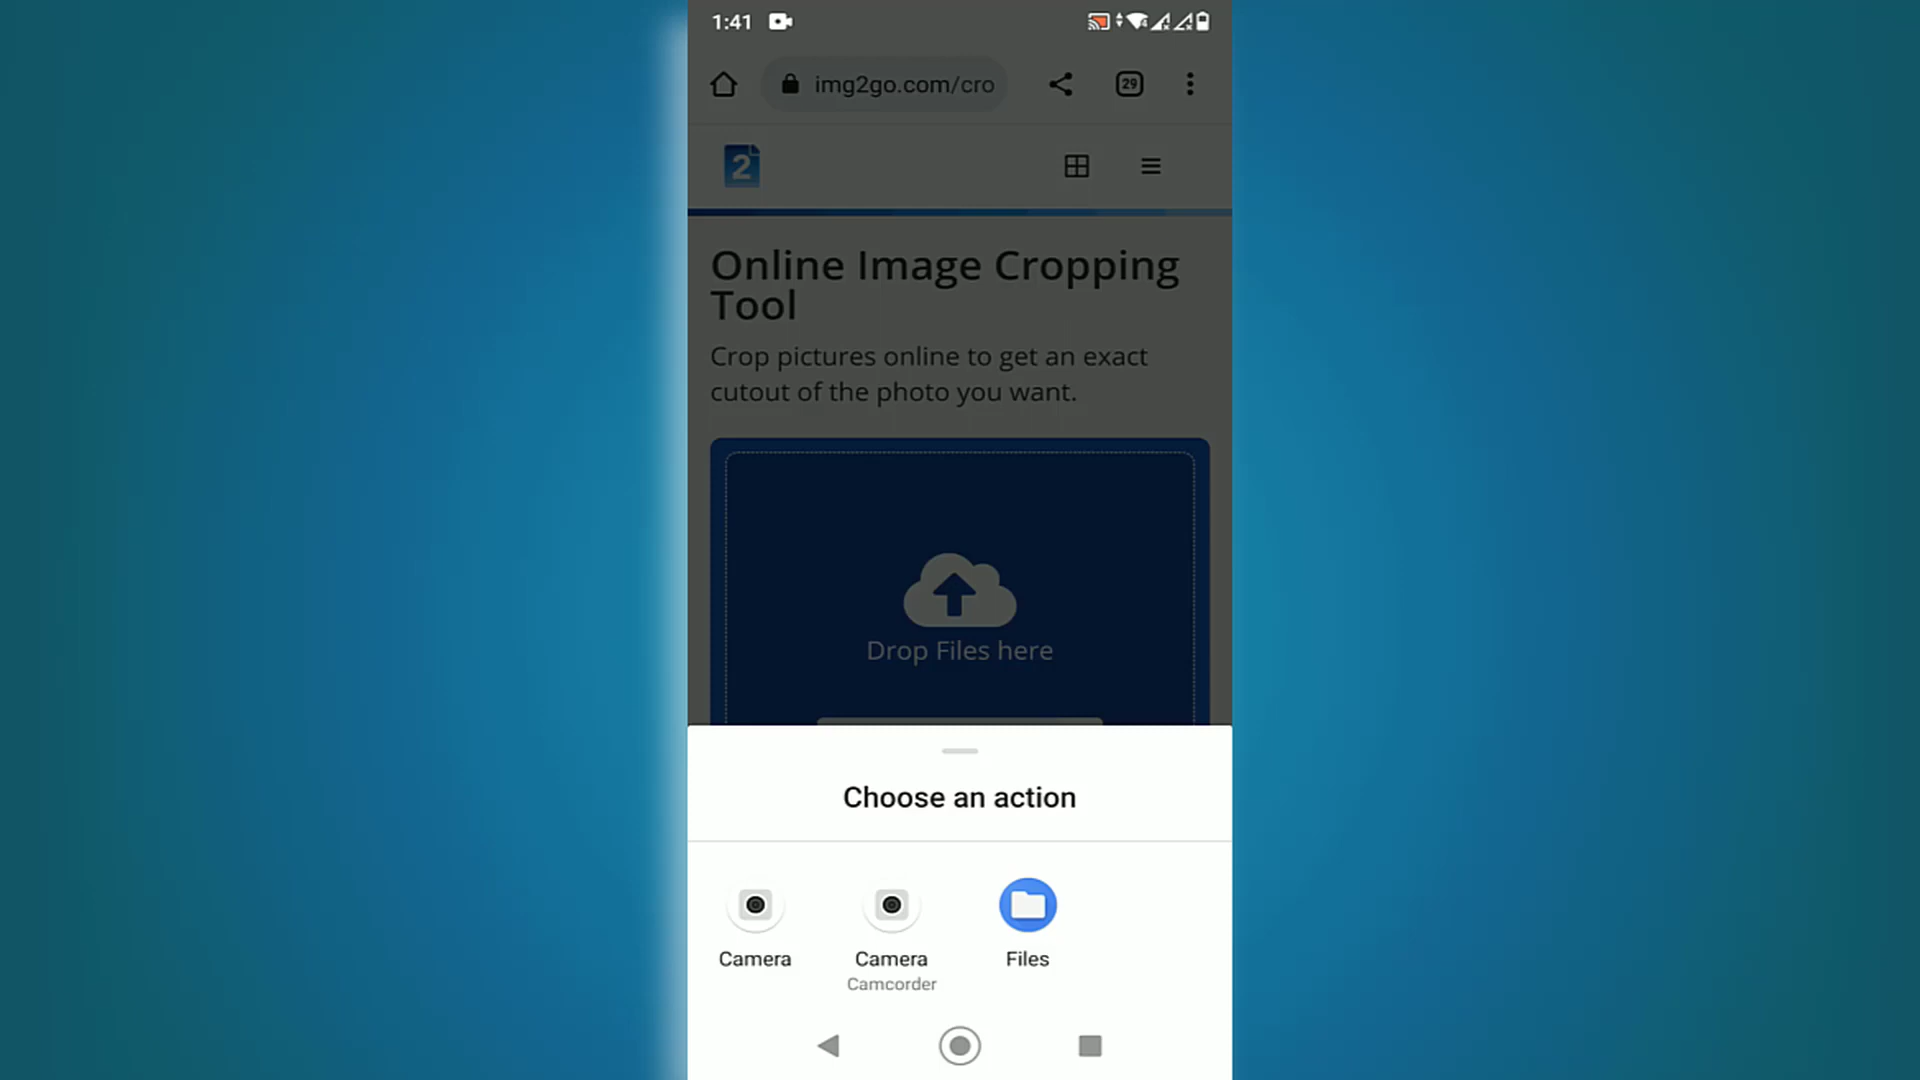 1:41
img2go.com/cro
29
2
Online Image Cropping
Tool
Crop pictures online to get an exact
cutout of the photo you want.
Drop Files here
Choose an action
Camera
Camera
Files
Camcorder